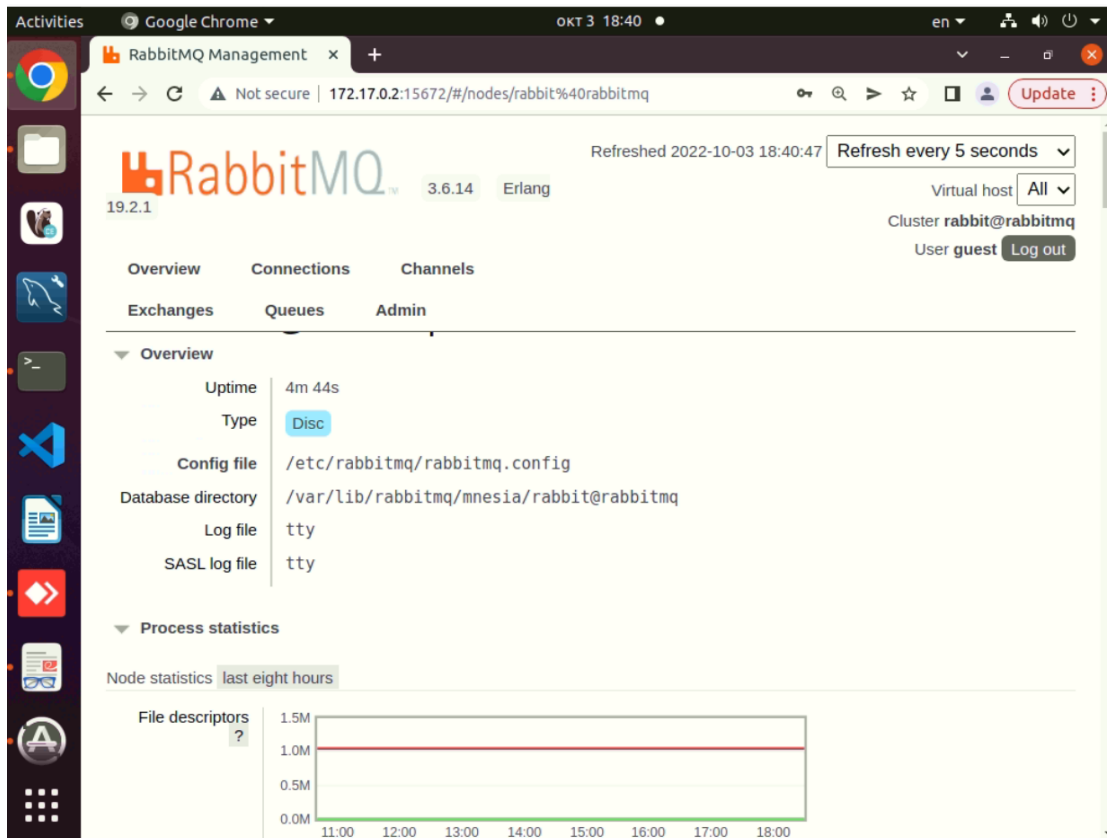 Activities Google Chrome окт 3 18:40 en
RabbitMQ Management
Not secure 172.17.0.2:15672/#/nodes/rabbit%40rabbitmq Update
RabbitMQ TM 3.6.14 Erlang
19.2.1
Refreshed 2022-10-03 18:40:47 Refresh every 5 seconds
Virtual host All
Cluster rabbit@rabbitmq
User guest Log out
Overview Connections Channels
Exchanges Queues Admin
Overview
Uptime 4m 44s
Type Disc
Config file /etc/rabbitmq/rabbitmq.config
Database directory /var/lib/rabbitmq/mnesia/rabbit@rabbitmq
Log file tty
SASL log file tty
Process statistics
Node statistics last eight hours
File descriptors
?
1.5M
1.0M
0.5M
0.0M
11:00 12:00 13:00 14:00 15:00 16:00 17:00 18:00